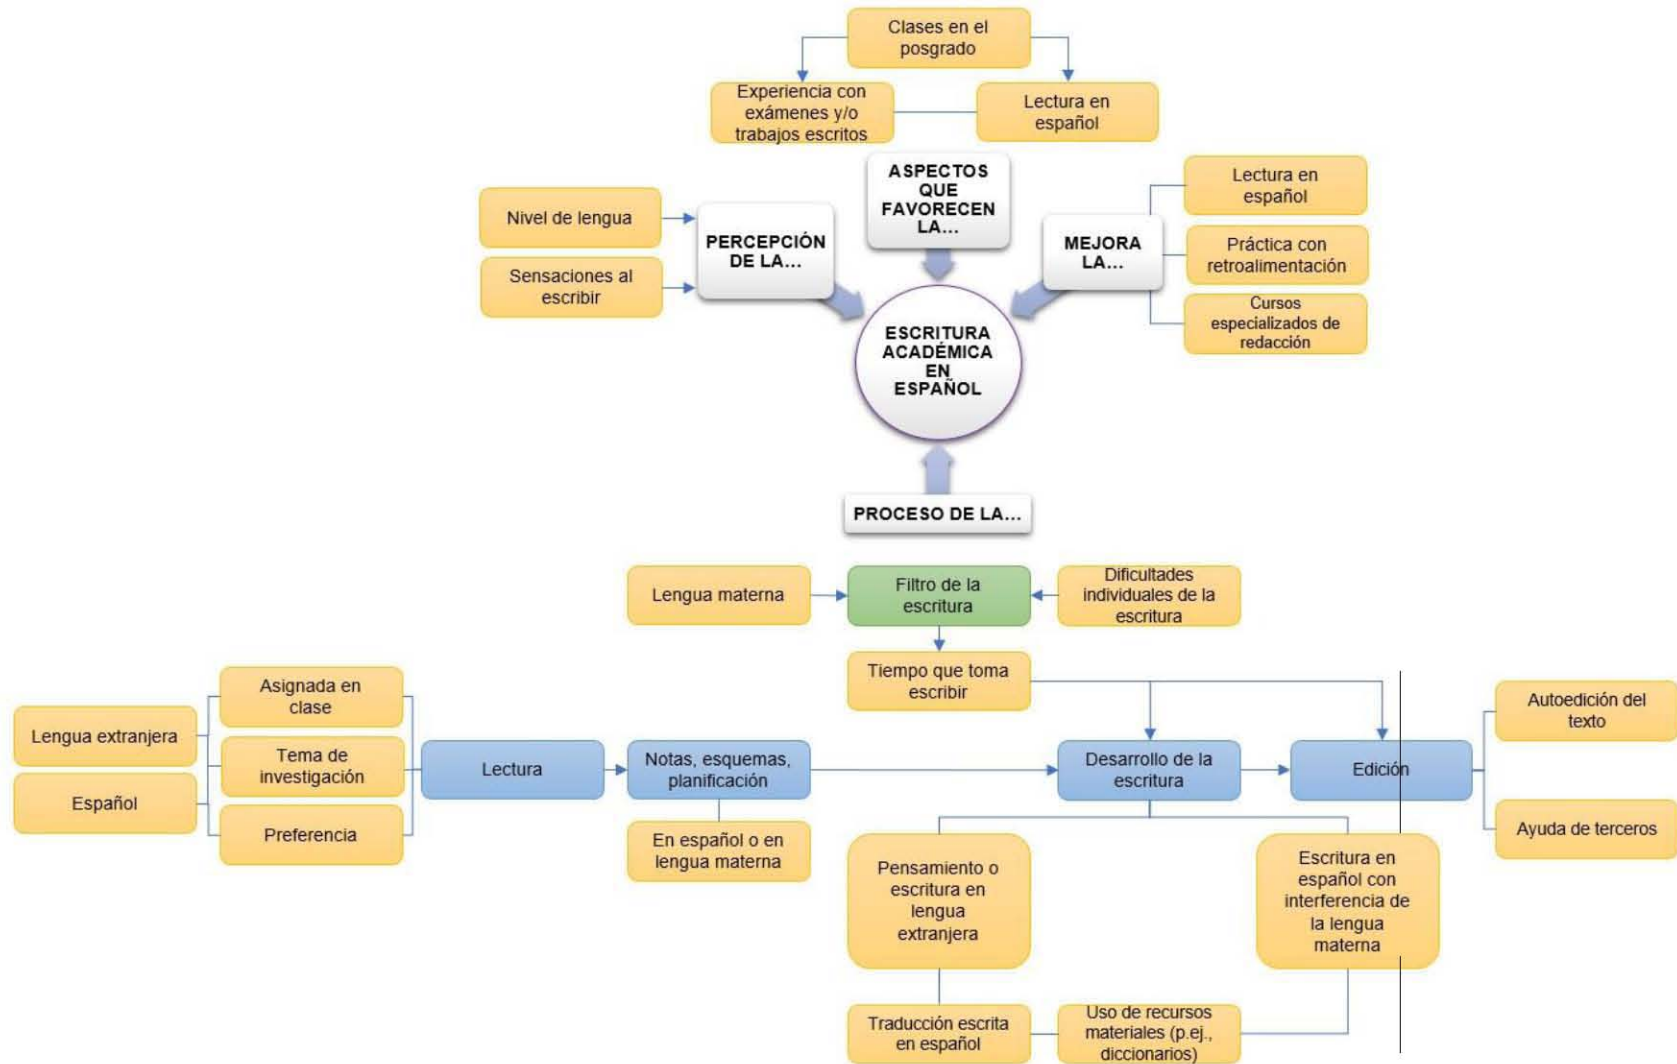 Clases en el
posgrado
Experiencia con
exámenes y/o
trabajos escritos
Lectura en
español
ASPECTOS
QUE
FAVORECEN
LA...
Nivel de lengua
Sensaciones al
escribir
PERCEPCIÓN
DE LA...
MEJORA
LA...
Lectura en
español
Práctica con
retroalimentación
Cursos
especializados de
redacción
ESCRITURA
ACADÉMICA
EN
ESPAÑOL
PROCESO DE LA...
Lengua materna
Filtro de la
escritura
Dificultades
individuales de la
escritura
Tiempo que toma
escribir
Lengua extranjera
Español
Asignada en
clase
Tema de
investigación
Preferencia
Lectura
Notas, esquemas,
planificación
En español o en
lengua materna
Desarrollo de la
escritura
Edición
Autoedición del
texto
Ayuda de terceros
Pensamiento o
escritura en
lengua
extranjera
Escritura en
español con
interferencia de
la lengua
materna
Traducción escrita
en español
Uso de recursos
materiales (p.ej.,
diccionarios)